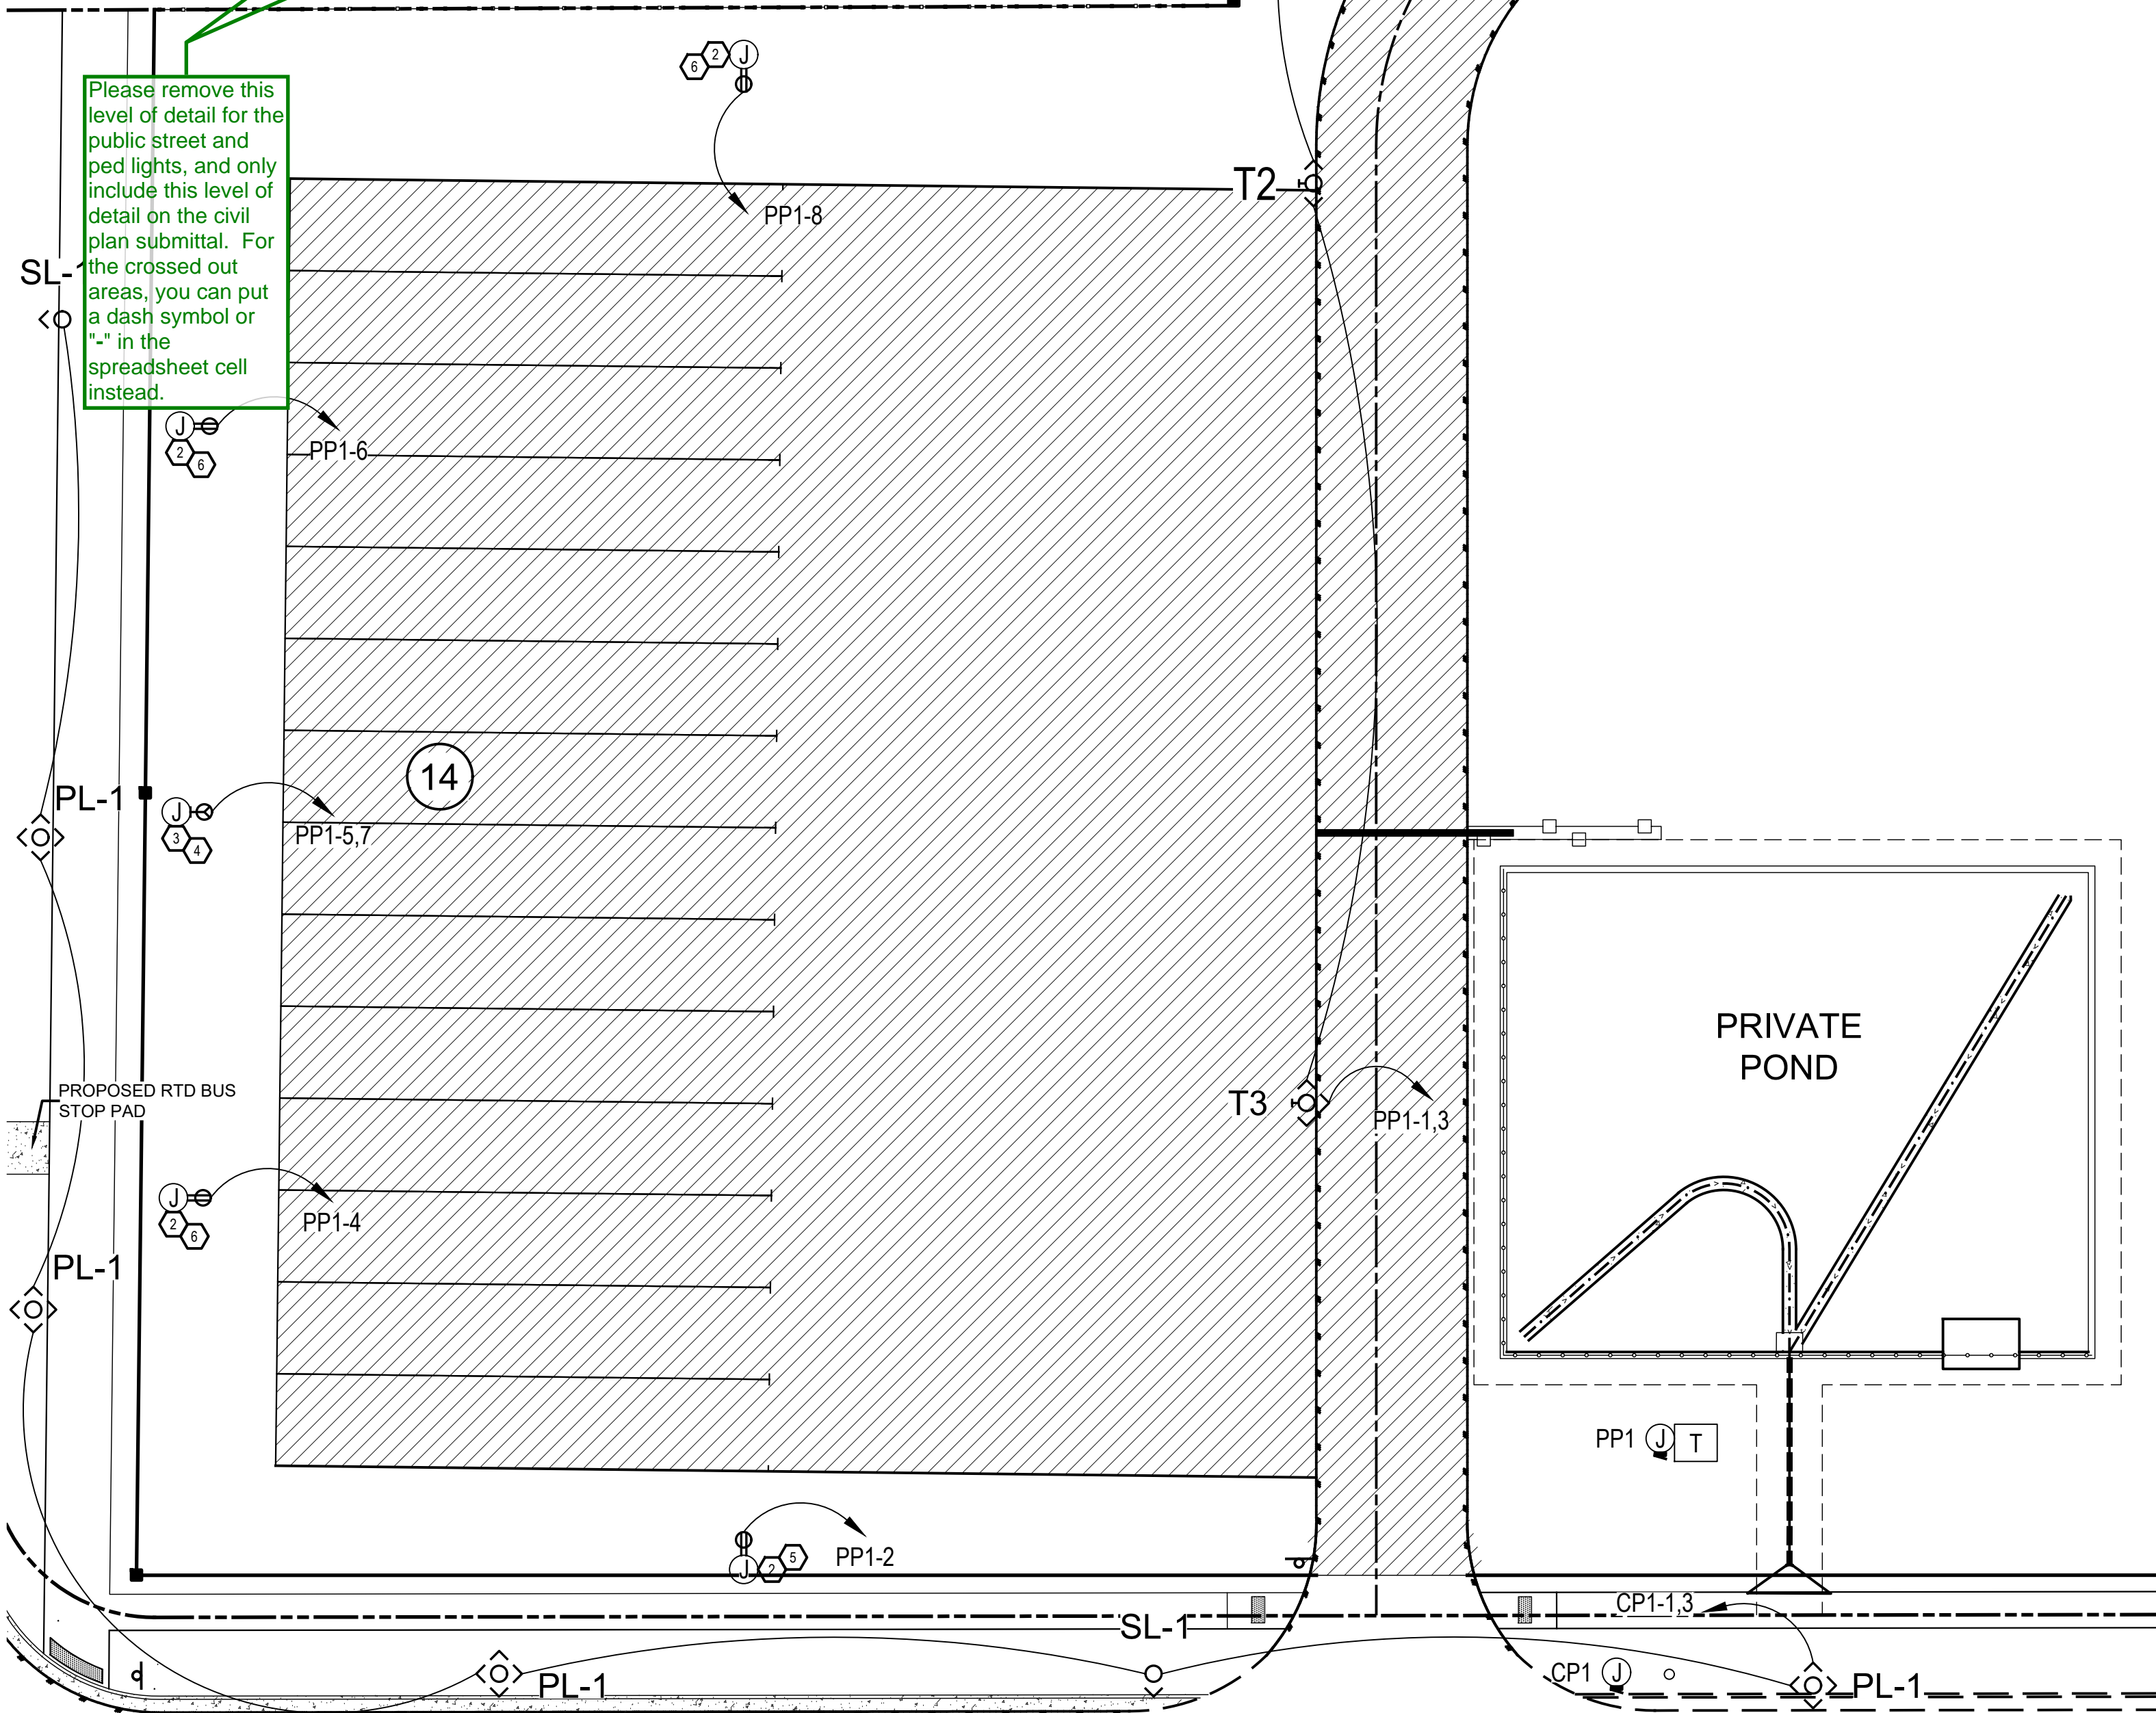 Please remove this
level of detail for the
public street and
ped lights, and only
include this level of
detail on the civil
plan submittal.  For
the crossed out
areas, you can put
a dash symbol or
"-" in the
spreadsheet cell
instead.
6 2 J
PP1-8
T2
SL-1
J
2 6
PP1-6
14
PL-1
J
3 4
PP1-5,7
PROPOSED RTD BUS
STOP PAD
T3
PP1-1,3
PRIVATE
POND
J
2 6
PP1-4
PL-1
PP1 J T
J 2 5
PP1-2
SL-1
CP1-1,3
PL-1
CP1 J
PL-1